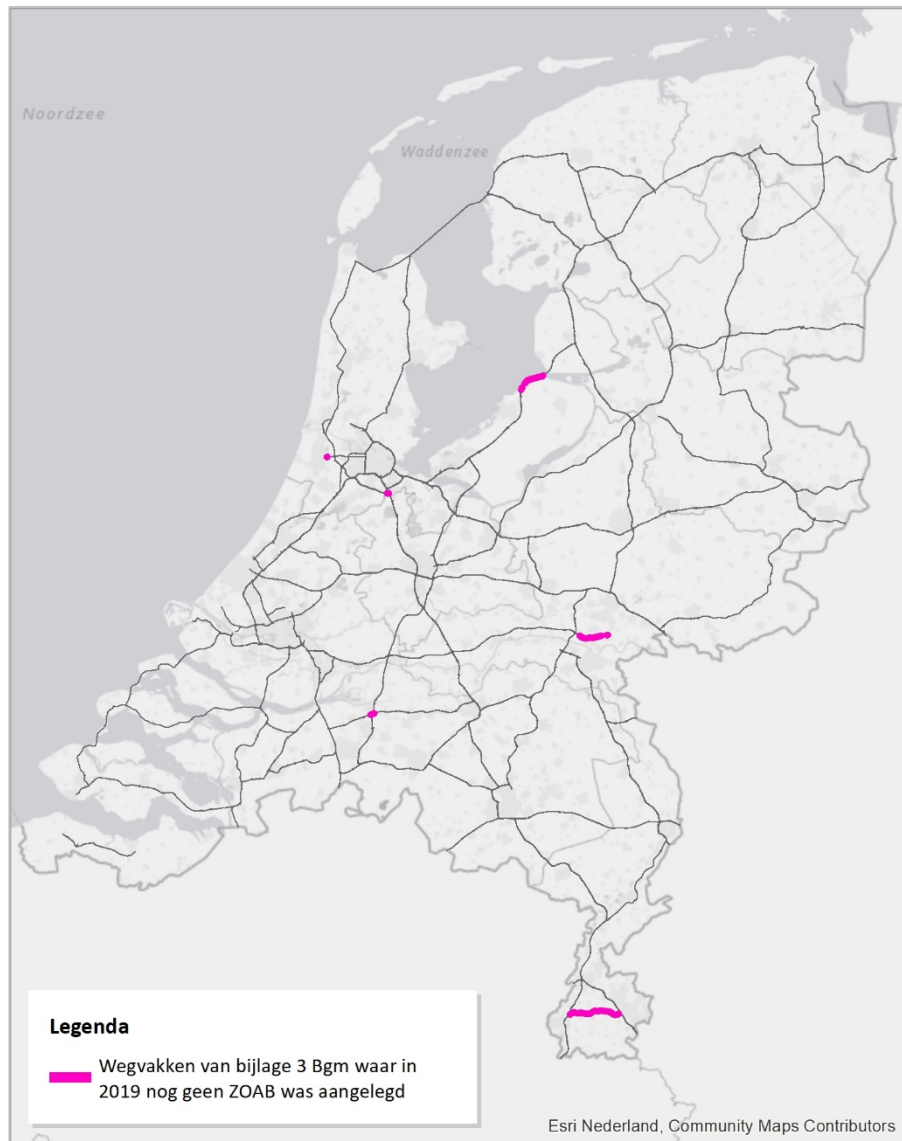 Noordzee
Waddenzee
Legenda
Wegvakken van bijlage 3 Bgm waar in
2019 nog geen ZOAB was aangelegd
Esri Nederland, Community Maps Contributors